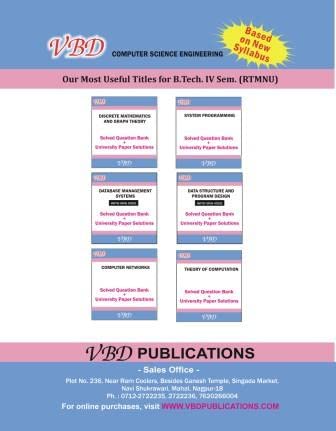 VBD COMPUTER SCIENCE ENGINEERING
Based on New Syllabus
Our Most Useful Titles for B.Tech. IV Sem. (RTMNU)
VBD
DISCRETE MATHEMATICS
AND GRAPH THEORY
Solved Question Bank
+
University Paper Solutions
VBD
VBD
SYSTEM PROGRAMMING
Solved Question Bank
+
University Paper Solutions
VBD
VBD
DATABASE MANAGEMENT
SYSTEMS
Solved Question Bank
+
University Paper Solutions
VBD
VBD
DATA STRUCTURE AND
PROGRAM DESIGN
Solved Question Bank
+
University Paper Solutions
VBD
VBD
COMPUTER NETWORKS
Solved Question Bank
+
University Paper Solutions
VBD
THEORY OF COMPUTATION
Solved Question Bank
+
University Paper Solutions
VBD PUBLICATIONS
- Sales Office -
Plot No. 236, Near Ram Coolers, Besides Ganesh Temple, Singada Market,
Navi Shukrawari, Mahal, Nagpur-18
Ph.: 0712-2722235, 2722236, 7620266004
For online purchases, visit WWW.VBDPUBLICATIONS.COM